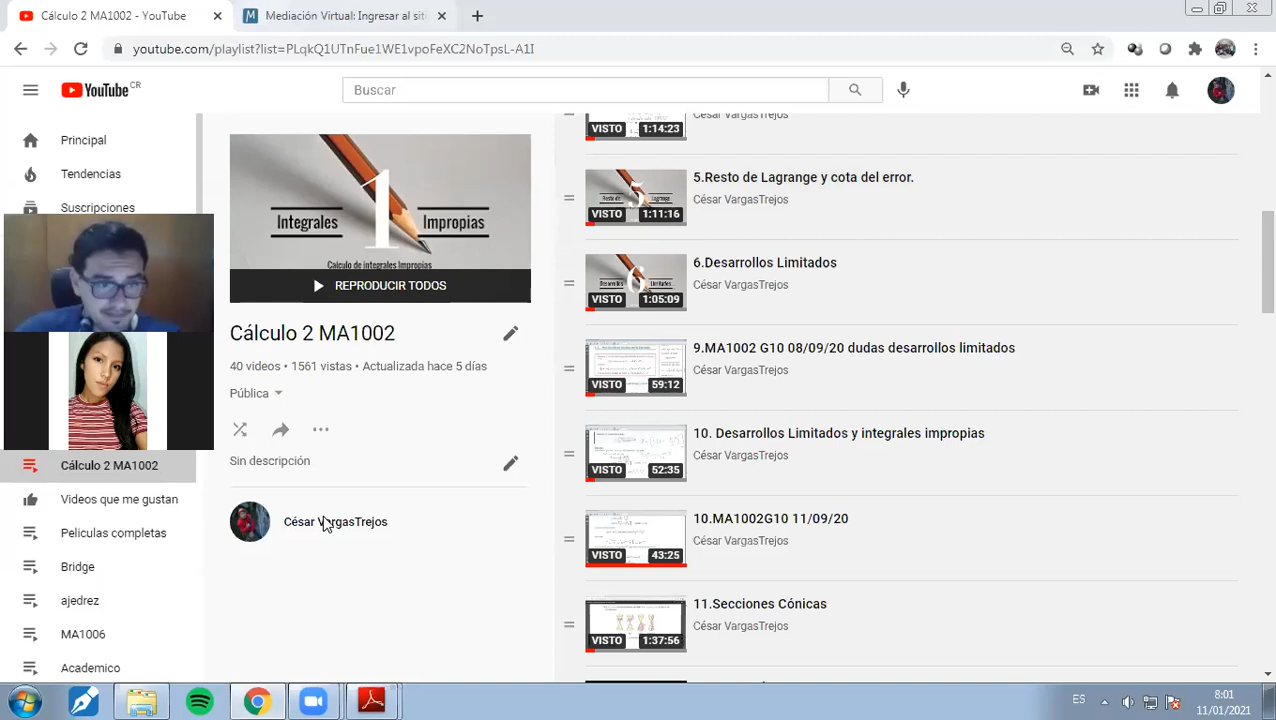 Cálculo 2 MA1002 - YouTube
Mediación Virtual: Ingresar al siti
youtube.com/playlist?list=PLqkQ1UTnFue1WE1vpoFeXC2NoTpsL-A1I
YouTube CR
Buscar
Principal
Tendencias
Suscripciones
Cálculo 2 MA1002
Videos que me gustan
Peliculas completas
Bridge
ajedrez
MA1006
Academico
Integrales 1 Impropias
Calculo de integrales Impropias
REPRODUCIR TODOS
Cálculo 2 MA1002
40 videos • 1561 vistas • Actualizada hace 5 días
Pública
Sin descripción
César VargasTrejos
VISTO 1:14:23
César VargasTrejos
5.Resto de Lagrange y cota del error.
César VargasTrejos
VISTO 1:11:16
6.Desarrollos Limitados
César VargasTrejos
VISTO 1:05:09
9.MA1002 G10 08/09/20 dudas desarrollos limitados
César VargasTrejos
VISTO 59:12
10. Desarrollos Limitados y integrales impropias
César VargasTrejos
VISTO 52:35
10.MA1002G10 11/09/20
César VargasTrejos
VISTO 43:25
11.Secciones Cónicas
César VargasTrejos
VISTO 1:37:56
ES
8:01
11/01/2021